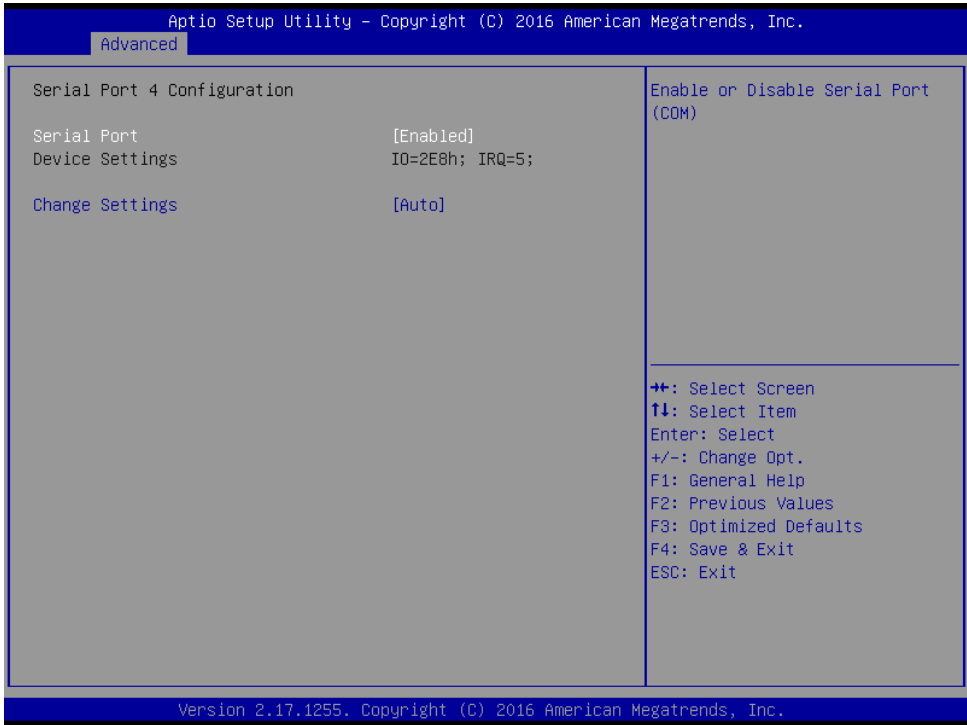 Aptio Setup Utility – Copyright (C) 2016 American Megatrends, Inc.
Advanced
Serial Port 4 Configuration
Serial Port [Enabled]
Device Settings IO=2E8h; IRQ=5;
Change Settings [Auto]
Enable or Disable Serial Port
(COM)
→←: Select Screen
↑↓: Select Item
Enter: Select
+/-: Change Opt.
F1: General Help
F2: Previous Values
F3: Optimized Defaults
F4: Save & Exit
ESC: Exit
Version 2.17.1255. Copyright (C) 2016 American Megatrends, Inc.